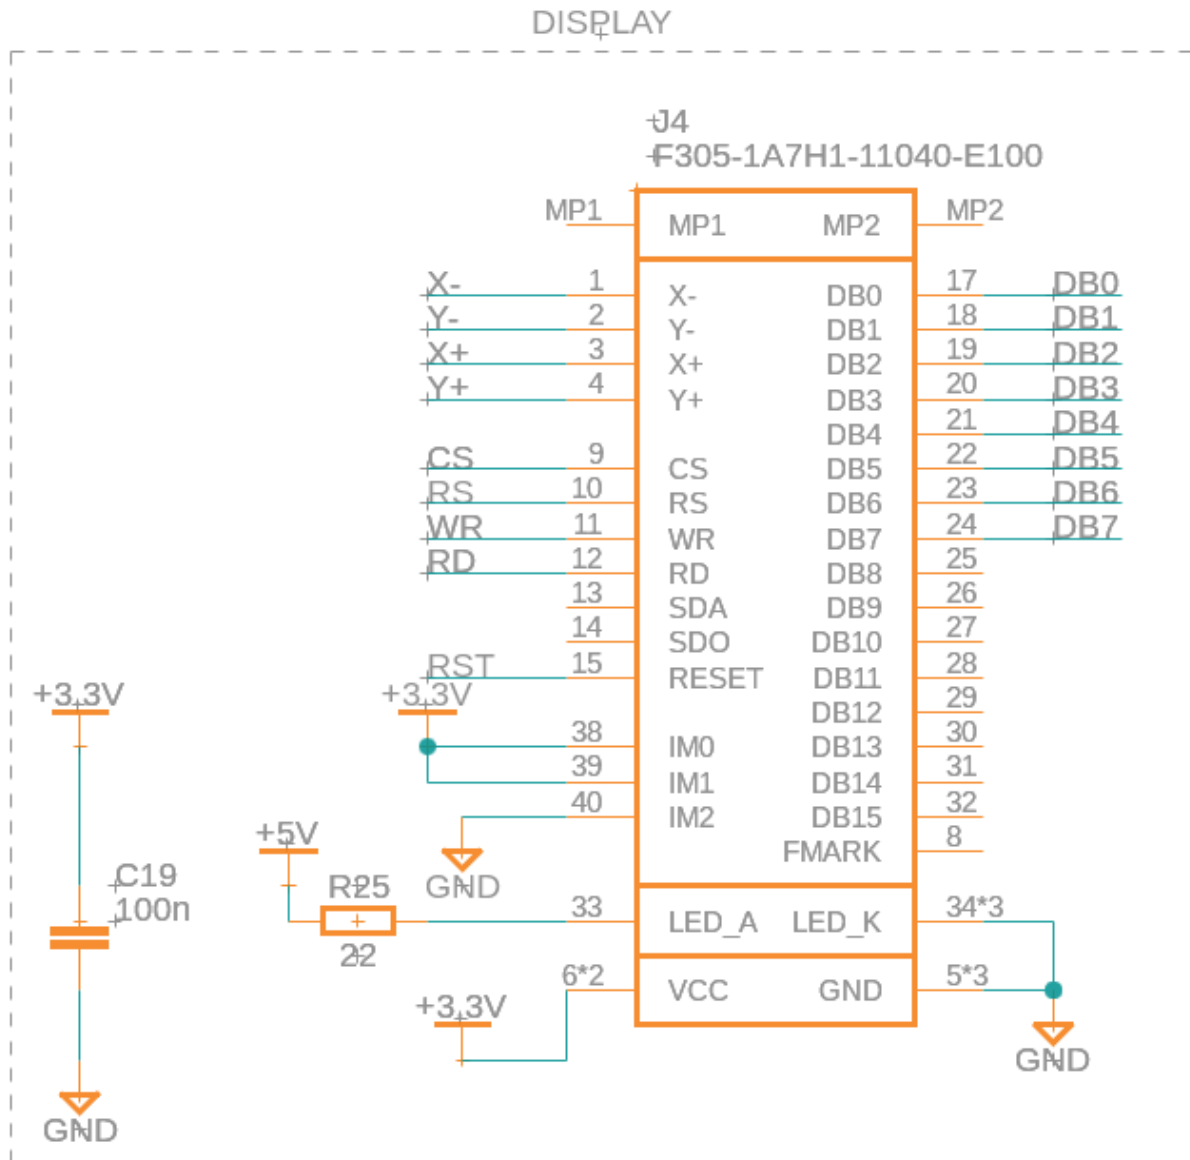 DISPLAY
J4
F305-1A7H1-11040-E100
MP1 MP1 MP2 MP2
X- 1 X- DB0 17 DB0
Y- 2 Y- DB1 18 DB1
X+ 3 X+ DB2 19 DB2
Y+ 4 Y+ DB3 20 DB3
DB4 21 DB4
CS 9 CS DB5 22 DB5
RS 10 RS DB6 23 DB6
WR 11 WR DB7 24 DB7
RD 12 RD DB8 25
13 SDA DB9 26
14 SDO DB10 27
RST 15 RESET DB11 28
+3.3V +3.3V DB12 29
38 IM0 DB13 30
39 IM1 DB14 31
40 IM2 DB15 32
+5V FMARK 8
C19 R25 GND
100n 33 LED_A LED_K 34*3
22
6*2 VCC GND 5*3
+3.3V
GND
GND